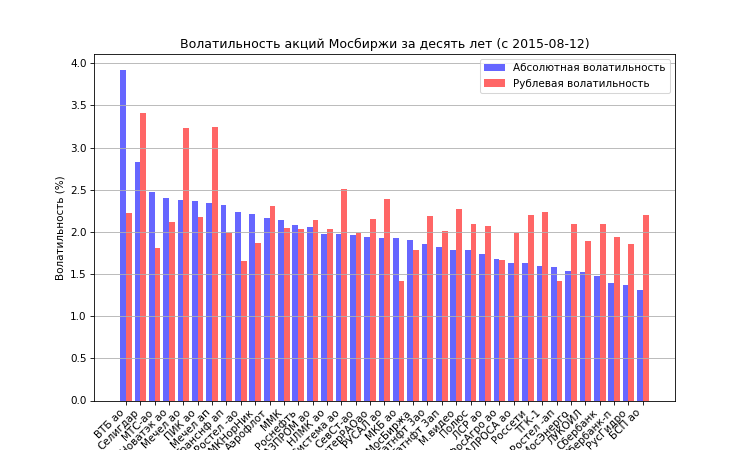 Волатильность акций Мосбиржи за десять лет (с 2015-08-12)
Абсолютная волатильность
Рублевая волатильность
Волатильность (%)
4.0
3.5
3.0
2.5
2.0
1.5
1.0
0.5
0.0
ВТБ ао
Селигдар
МТС-ао
Новатэк ао
Мечел ао
ПИК ао
Мечел ап
Ростел -ао
Аэрофлот
ММК
Роснефть
НЛМК ао
СевСт-ао
РУСАЛ ао
МКБ ао
МосБиржа
М.видео
Полюс
ЛСР ао
Россети
ТГК-1
Ростел -ап
ЛУКОЙЛ
Сбербанк
РусГидро
БСП ао